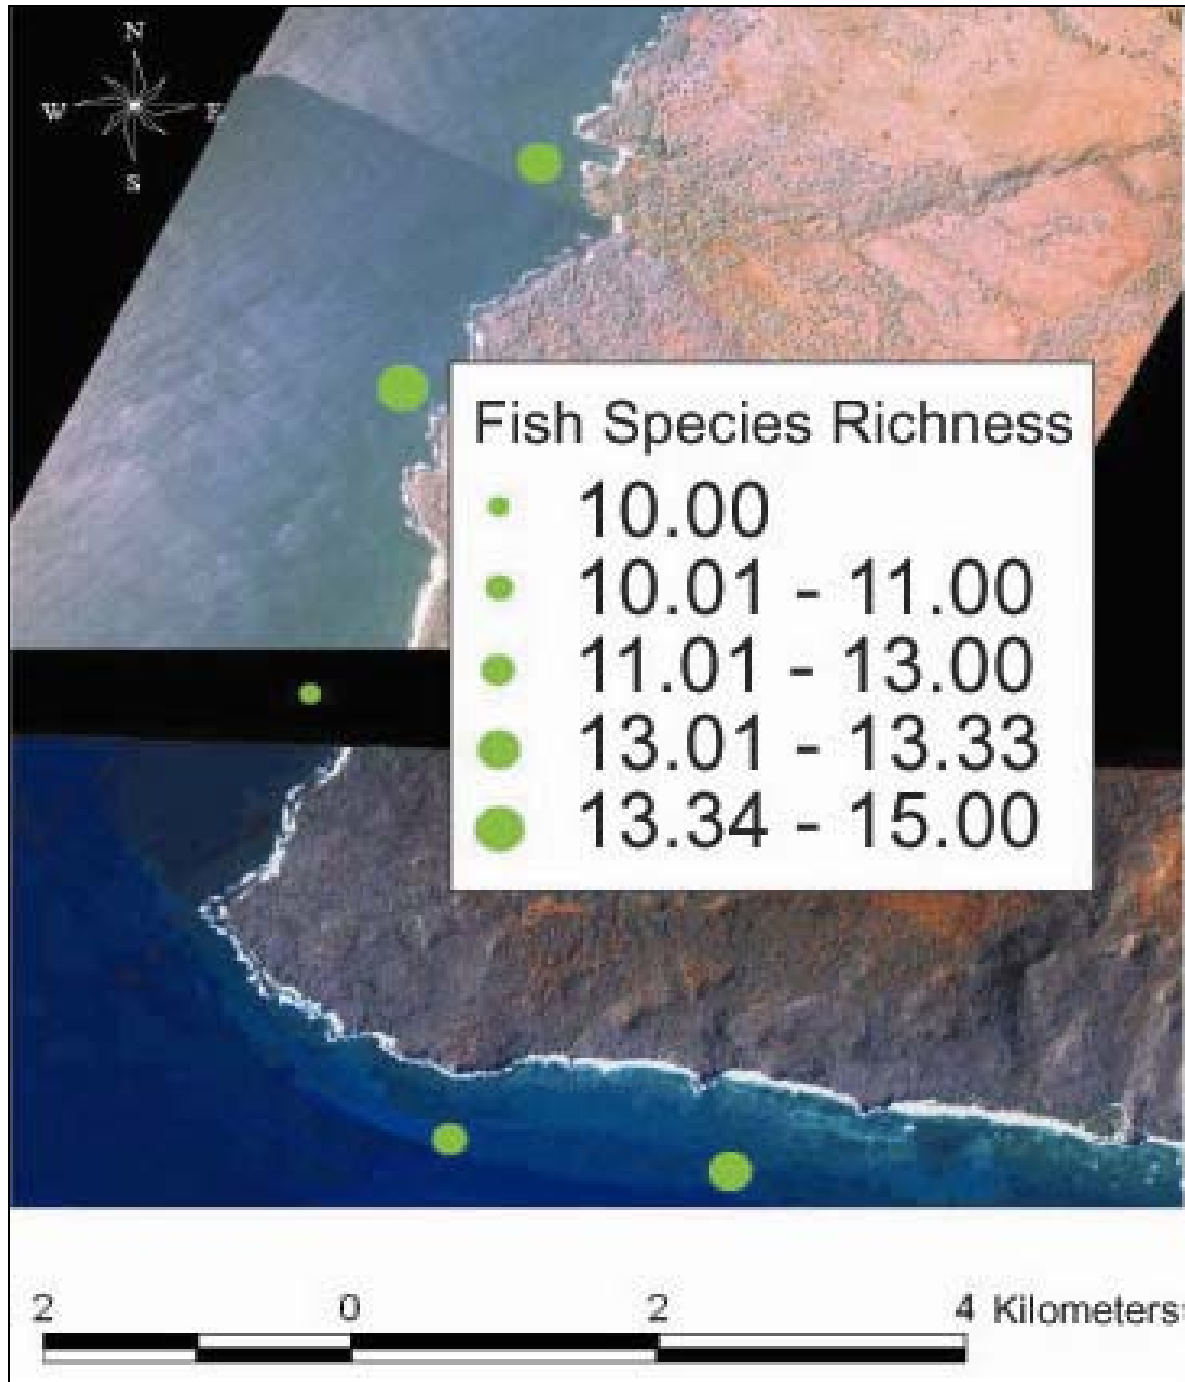 N
W E
S
Fish Species Richness
10.00
10.01 - 11.00
11.01 - 13.00
13.01 - 13.33
13.34 - 15.00
2 0 2 4 Kilometers